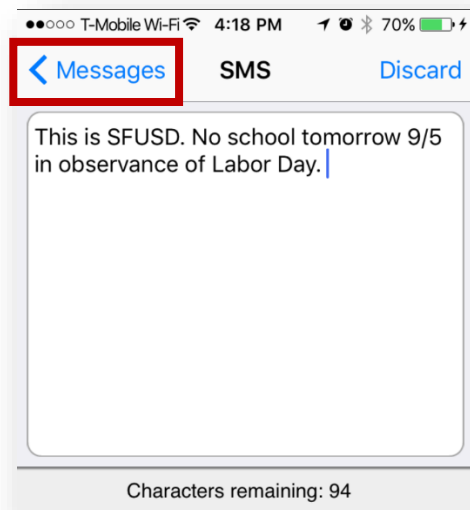 T-Mobile Wi-Fi 4:18 PM 70%
Messages SMS Discard
This is SFUSD. No school tomorrow 9/5
in observance of Labor Day.
Characters remaining: 94